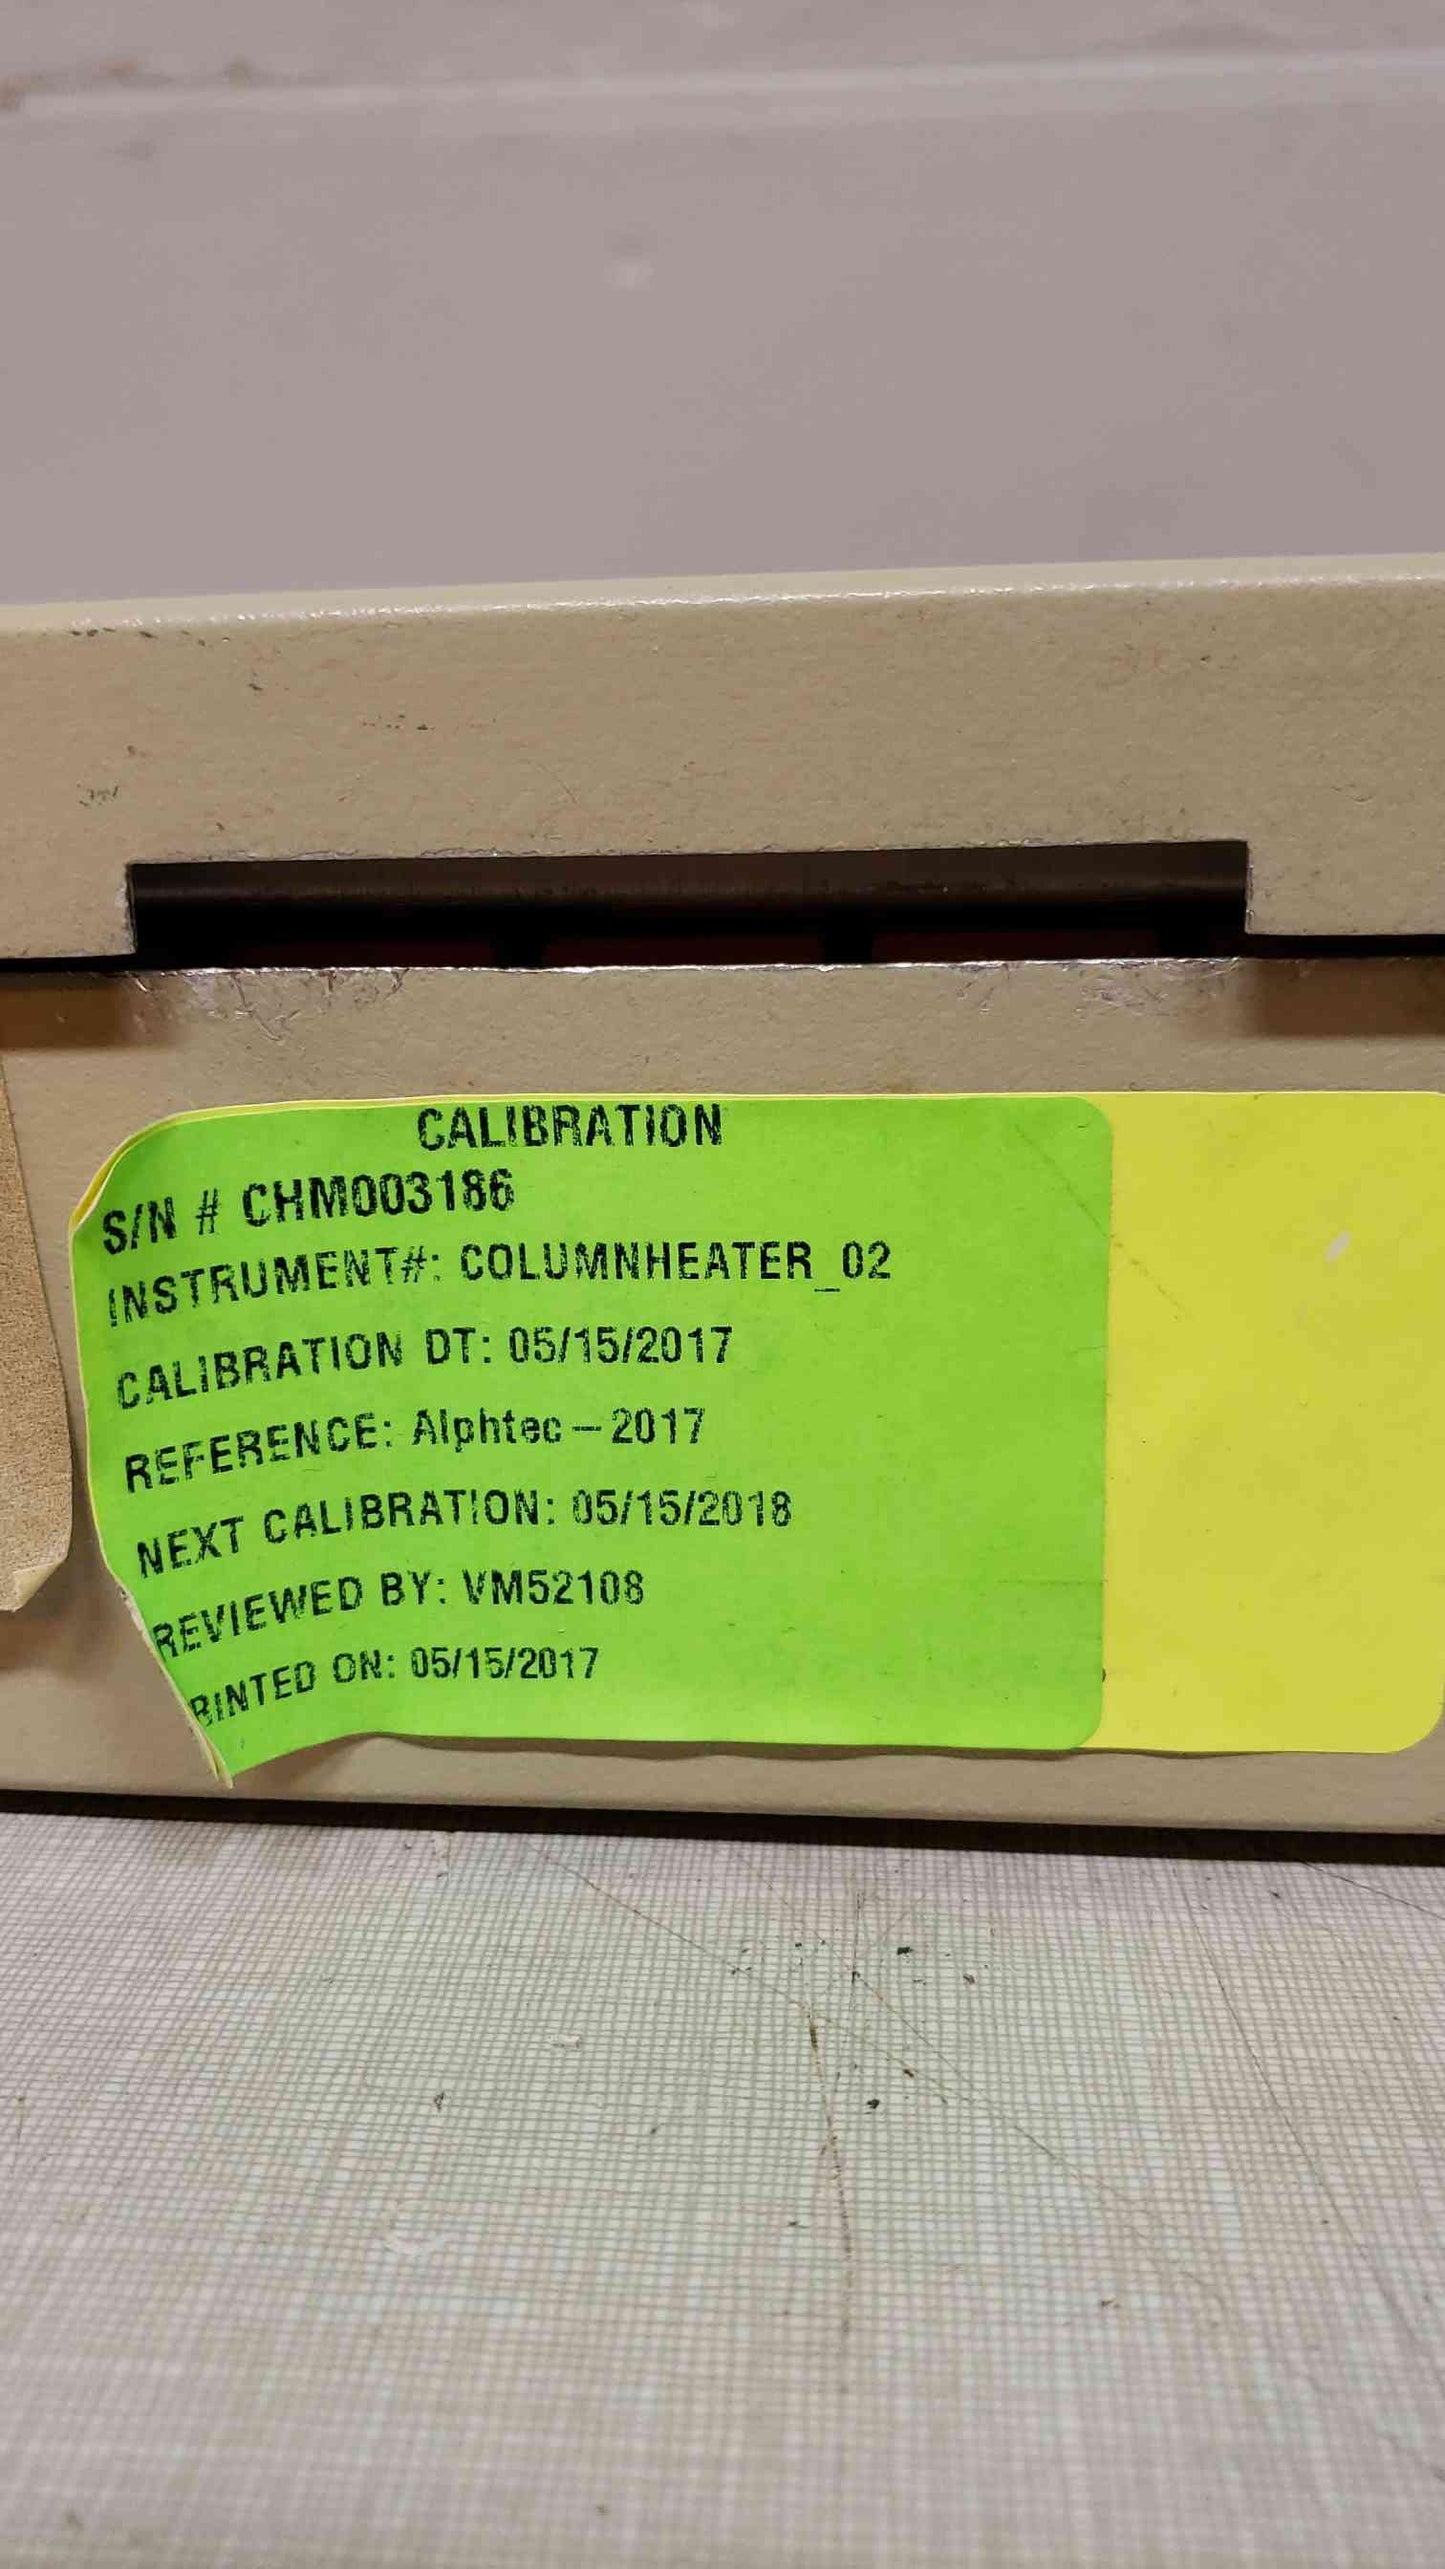 CALIBRATION
S/N # CHM003186
INSTRUMENT#: COLUMNHEATER_02
CALIBRATION DT: 05/15/2017
REFERENCE: Alphtec - 2017
NEXT CALIBRATION: 05/15/2018
REVIEWED BY: VM52108
RINTED ON: 05/15/2017